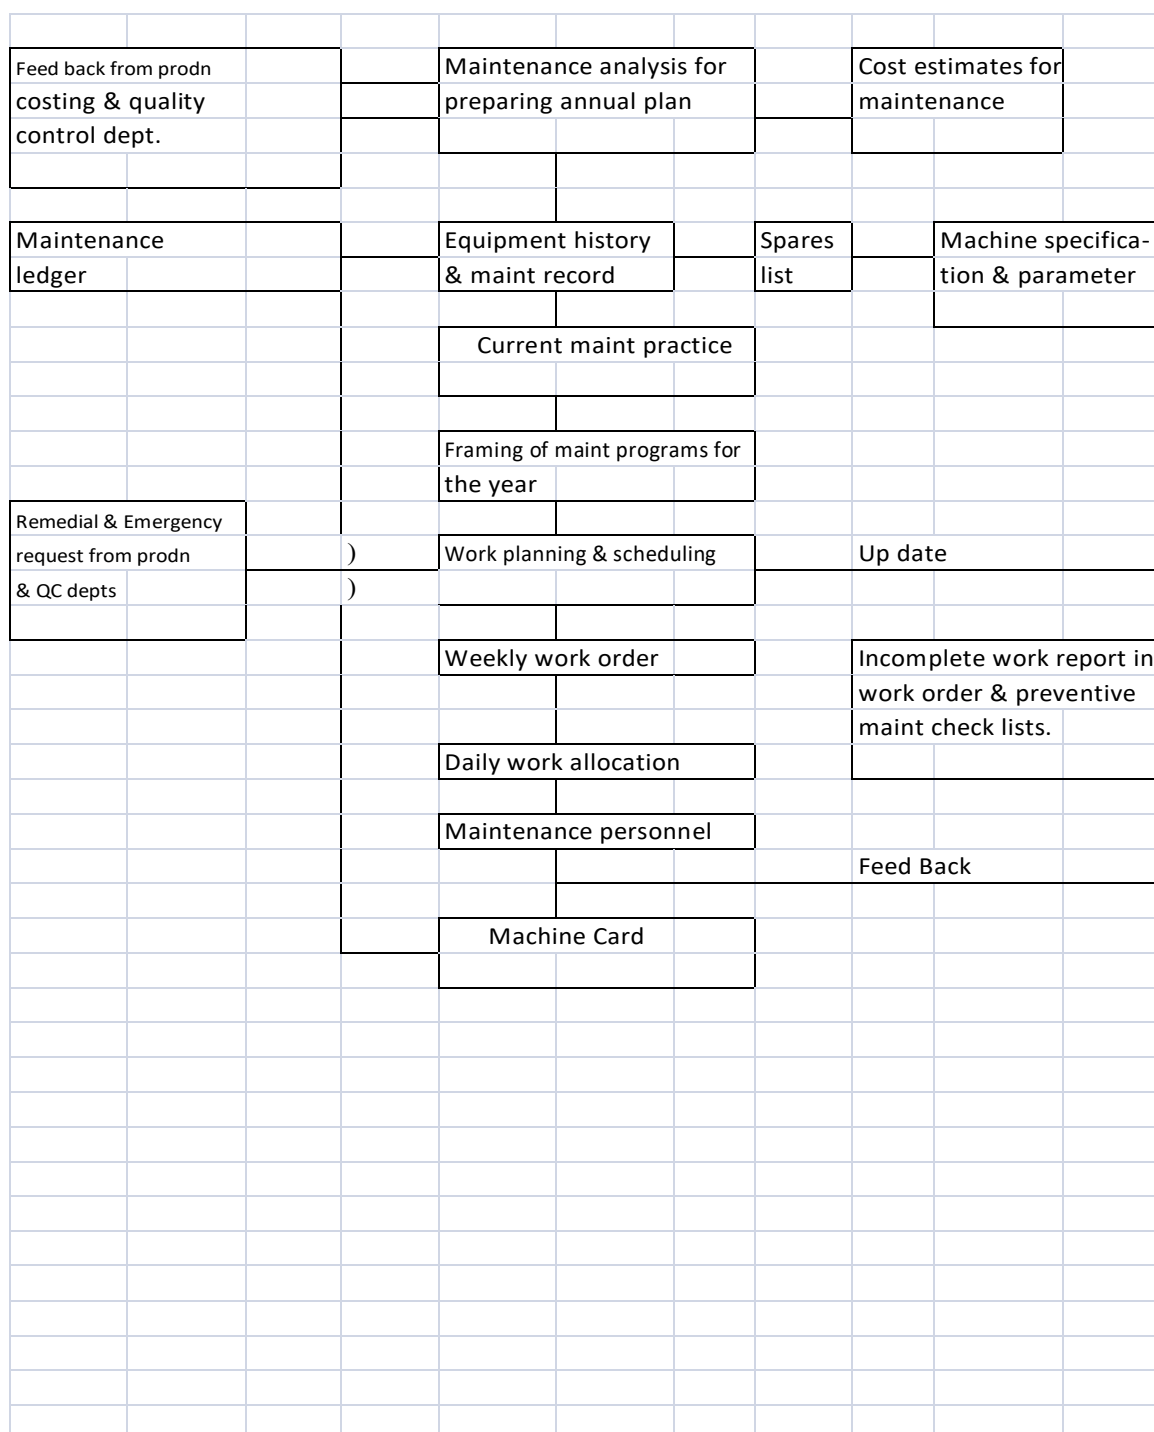 Feed back from prodn
costing & quality
control dept.
Maintenance analysis for
preparing annual plan
Cost estimates for
maintenance
Maintenance
ledger
Equipment history
& maint record
Spares
list
Machine specifica-
tion & parameter
Current maint practice
Framing of maint programs for
the year
Remedial & Emergency
request from prodn
& QC depts
)
)
Work planning & scheduling
Up date
Weekly work order
Incomplete work report in
work order & preventive
maint check lists.
Daily work allocation
Maintenance personnel
Feed Back
Machine Card